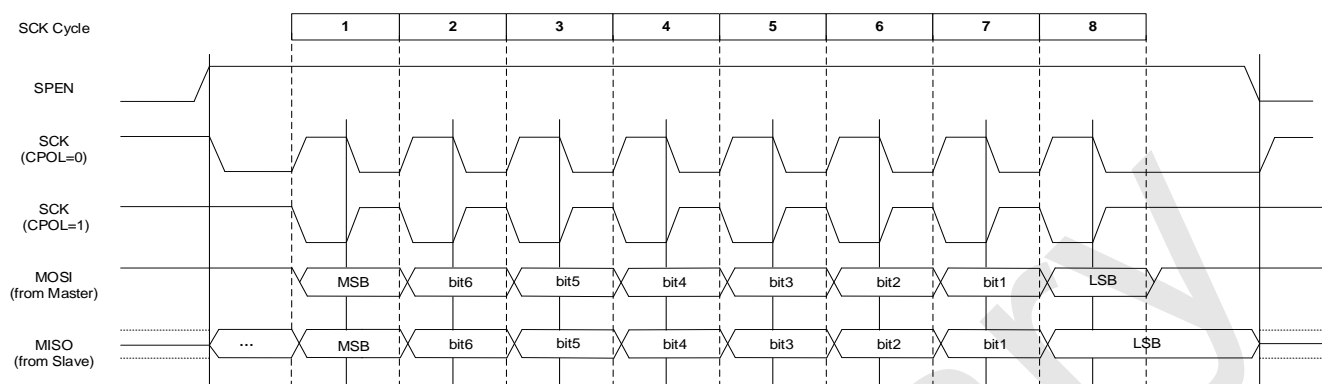 SCK Cycle 1 2 3 4 5 6 7 8
SPEN
SCK
(CPOL=0)
SCK
(CPOL=1)
MOSI
(from Master)
MSB bit6 bit5 bit4 bit3 bit2 bit1 LSB
MISO
(from Slave)
... MSB bit6 bit5 bit4 bit3 bit2 bit1 LSB